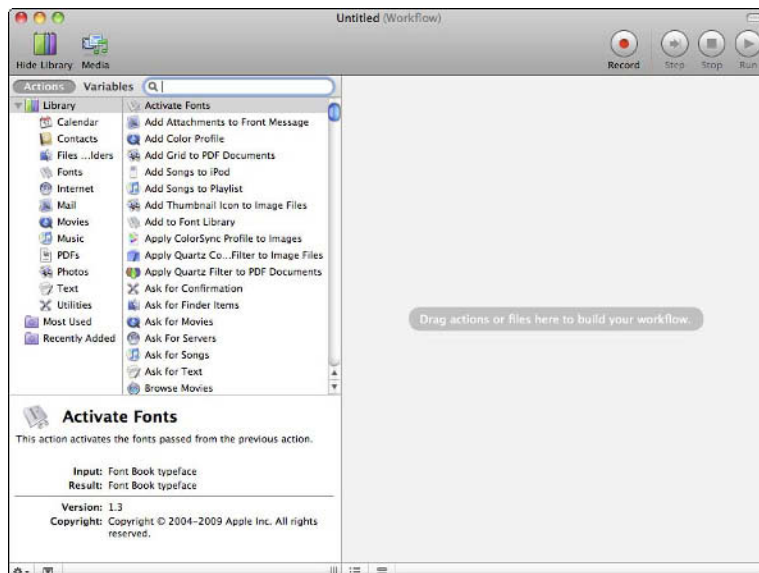 Untitled (Workflow)
Hide Library Media Record Step Stop Run
Actions Variables
Library
Calendar
Contacts
Files ...lders
Fonts
Internet
Mail
Movies
Music
PDFs
Photos
Text
Utilities
Most Used
Recently Added
Activate Fonts
Add Attachments to Front Message
Add Color Profile
Add Grid to PDF Documents
Add Songs to iPod
Add Songs to Playlist
Add Thumbnail Icon to Image Files
Add to Font Library
Apply ColorSync Profile to Images
Apply Quartz Co...Filter to Image Files
Apply Quartz Filter to PDF Documents
Ask for Confirmation
Ask for Finder Items
Ask for Movies
Ask For Servers
Ask for Songs
Ask for Text
Browse Movies
Drag actions or files here to build your workflow.
Activate Fonts
This action activates the fonts passed from the previous action.
Input: Font Book typeface
Result: Font Book typeface
Version: 1.3
Copyright: Copyright © 2004-2009 Apple Inc. All rights
reserved.